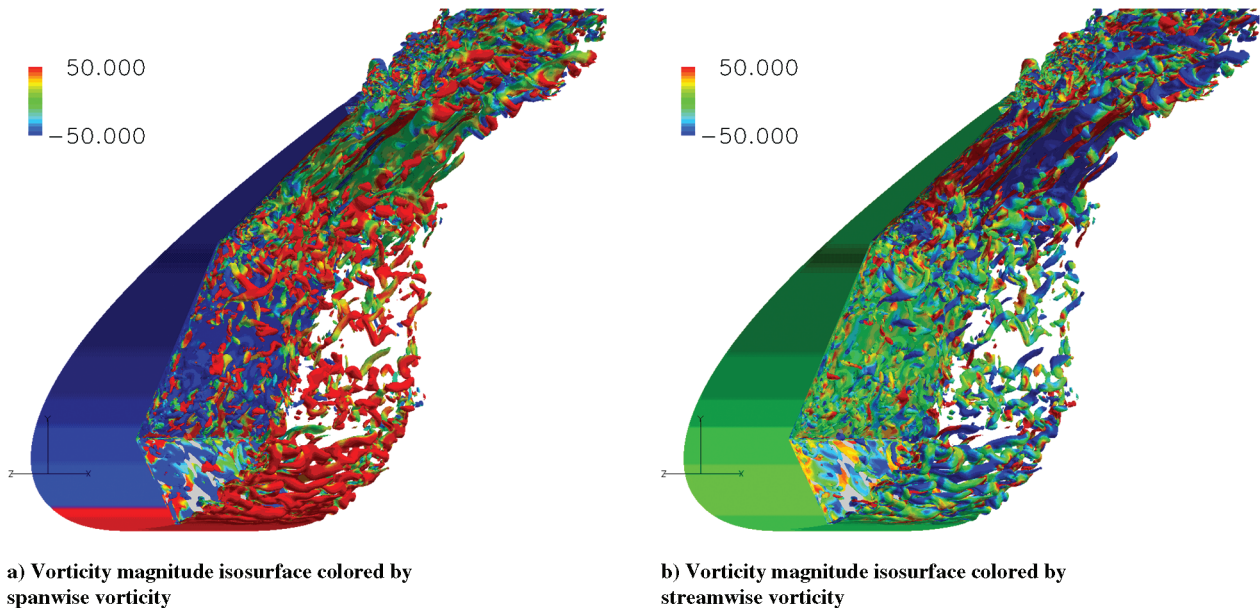 50.000
−50.000
Y
Z
X
50.000
−50.000
Y
Z
X
a) Vorticity magnitude isosurface colored by
spanwise vorticity
b) Vorticity magnitude isosurface colored by
streamwise vorticity